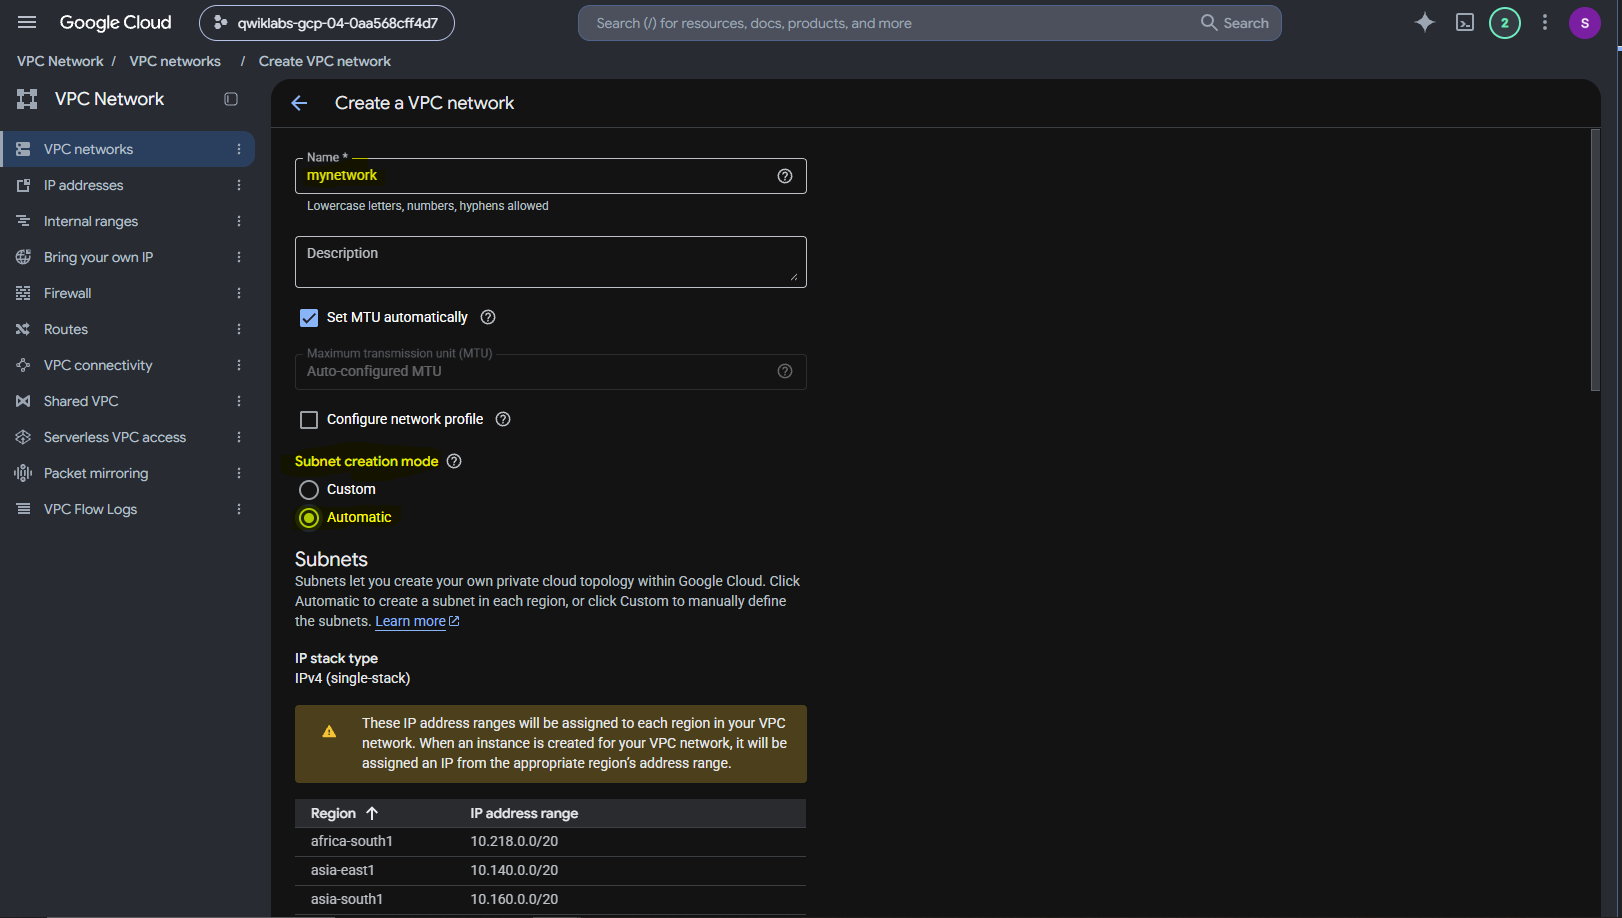 Google Cloud
qwiklabs-gcp-04-0aa568cff4d7
Search (/) for resources, docs, products, and more
Search
2
S
VPC Network / VPC networks / Create VPC network
VPC Network
VPC networks
IP addresses
Internal ranges
Bring your own IP
Firewall
Routes
VPC connectivity
Shared VPC
Serverless VPC access
Packet mirroring
VPC Flow Logs
Create a VPC network
Name *
mynetwork
Lowercase letters, numbers, hyphens allowed
Description
Set MTU automatically
Maximum transmission unit (MTU)
Auto-configured MTU
Configure network profile
Subnet creation mode
Custom
Automatic
Subnets
Subnets let you create your own private cloud topology within Google Cloud. Click
Automatic to create a subnet in each region, or click Custom to manually define
the subnets. Learn more
IP stack type
IPv4 (single-stack)
These IP address ranges will be assigned to each region in your VPC
network. When an instance is created for your VPC network, it will be
assigned an IP from the appropriate region's address range.
Region IP address range
africa-south1 10.218.0.0/20
asia-east1 10.140.0.0/20
asia-south1 10.160.0.0/20